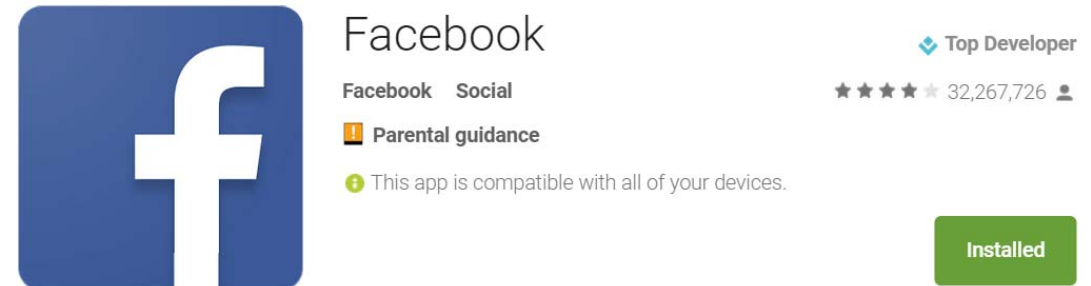 Facebook
Top Developer
Facebook Social
32,267,726
Parental guidance
This app is compatible with all of your devices.
Installed